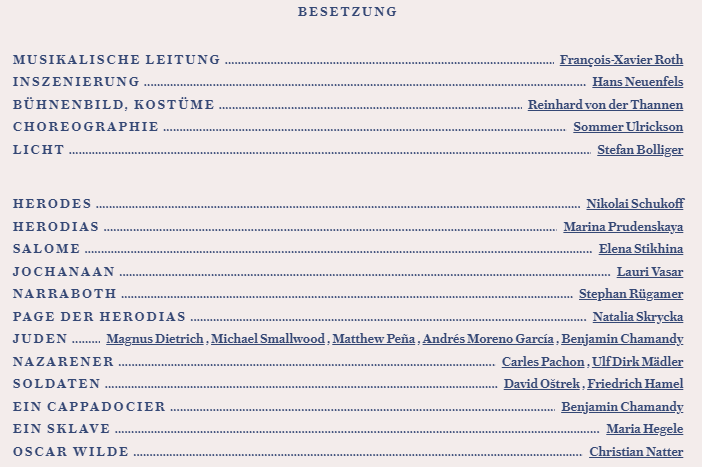 BESETZUNG
MUSIKALISCHE LEITUNG ........ François-Xavier Roth
INSZENIERUNG ........ Hans Neuenfels
BÜHNENBILD, KOSTÜME ........ Reinhard von der Thannen
CHOREOGRAPHIE ........ Sommer Ulrickson
LICHT ........ Stefan Bolliger
HERODES ........ Nikolai Schukoff
HERODIAS ........ Marina Prudenskaya
SALOME ........ Elena Stikhina
JOCHANAAN ........ Lauri Vasar
NARRABOTH ........ Stephan Rügamer
PAGE DER HERODIAS ........ Natalia Skrycka
JUDEN ........ Magnus Dietrich , Michael Smallwood , Matthew Peña , Andrés Moreno García , Benjamin Chamandy
NAZARENER ........ Carles Pachon , Ulf Dirk Mädler
SOLDATEN ........ David Oštrek , Friedrich Hamel
EIN CAPPADOCIER ........ Benjamin Chamandy
EIN SKLAVE ........ Maria Hegele
OSCAR WILDE ........ Christian Natter